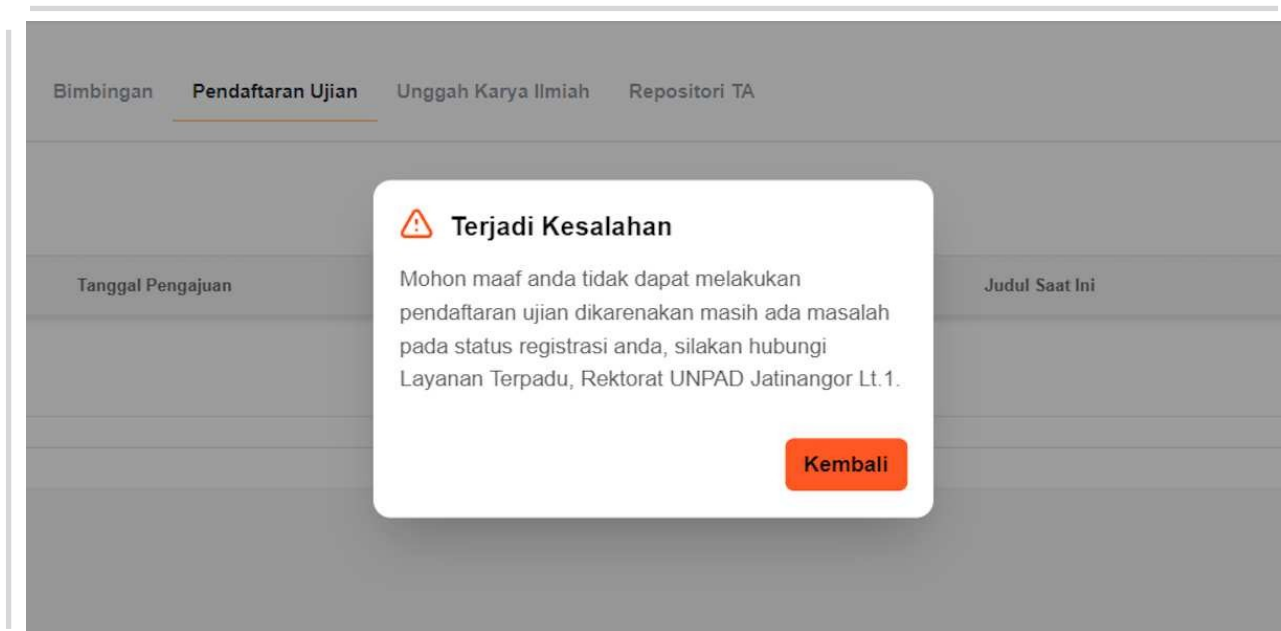 Bimbingan Pendaftaran Ujian Unggah Karya Ilmiah Repositori TA
Terjadi Kesalahan
Mohon maaf anda tidak dapat melakukan
pendaftaran ujian dikarenakan masih ada masalah
pada status registrasi anda, silakan hubungi
Layanan Terpadu, Rektorat UNPAD Jatinangor Lt.1.
Kembali
Tanggal Pengajuan Judul Saat Ini